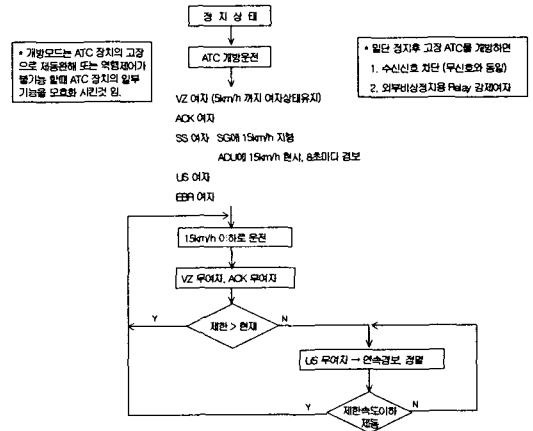 정 지 상 태
* 개방모드는 ATC 장치의 고장
으로 제동완해 또는 역행제어가
불가능 할때 ATC 장치의 일부
기능을 무효화 시킨것 임.
ATC 개방운전
* 일단 정지후 고장 ATC를 개방하면
1. 수신신호 차단 (무신호와 동일)
2. 외부비상정지용 Relay 강제여자
VZ 여자 (5km/h 까지 여자상태유지)
ACK 여자
SS 여자 SG에 15km/h 지령
ADU에 15km/h 현시, 8초마다 경보
US 여자
EBR 여자
15km/h 이하로 운전
VZ 무여자, ACK 무여자
Y
제한 > 현재
N
US 무여자 → 연속경보, 점멸
Y
제한속도이하
제동
N